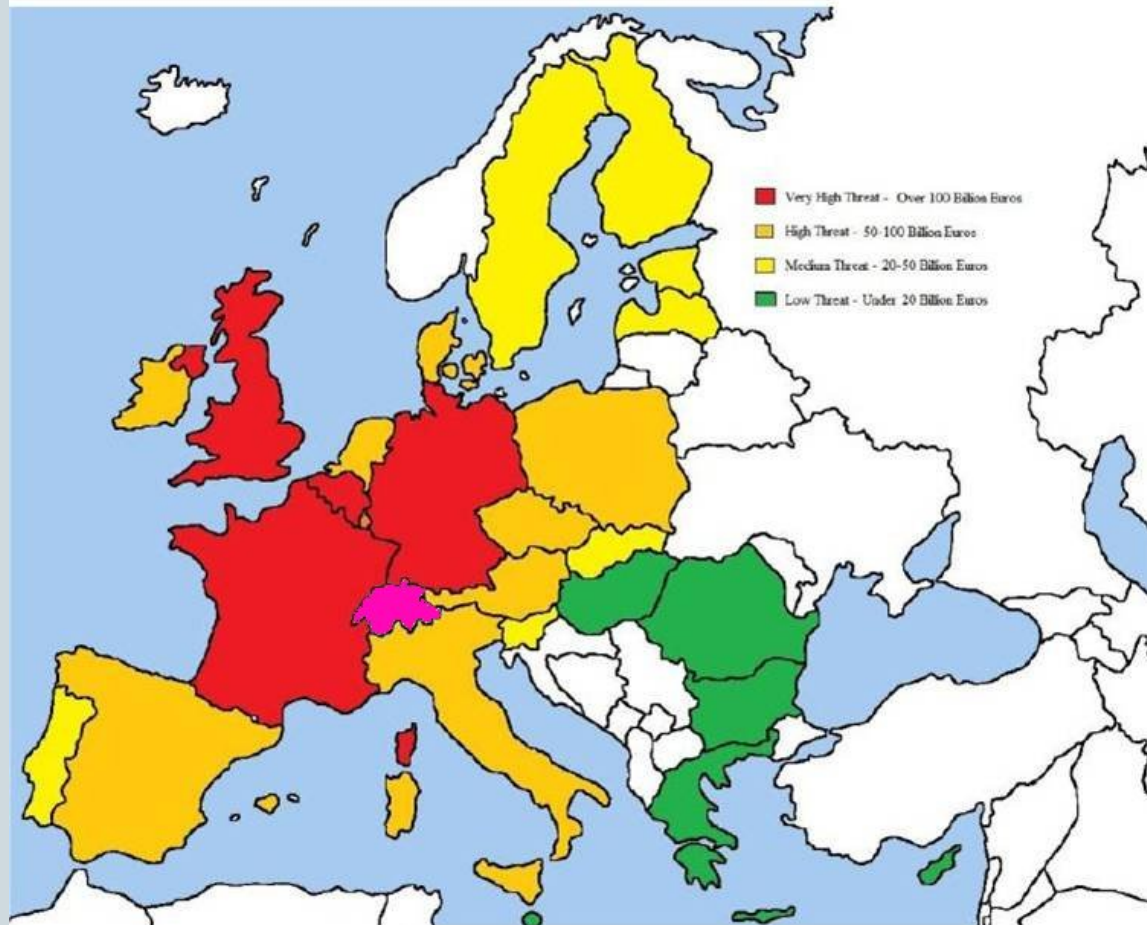 Very High Threat - Over 100 Billion Euros
High Threat - 50-100 Billion Euros
Medium Threat - 20-50 Billion Euros
Low Threat - Under 20 Billion Euros